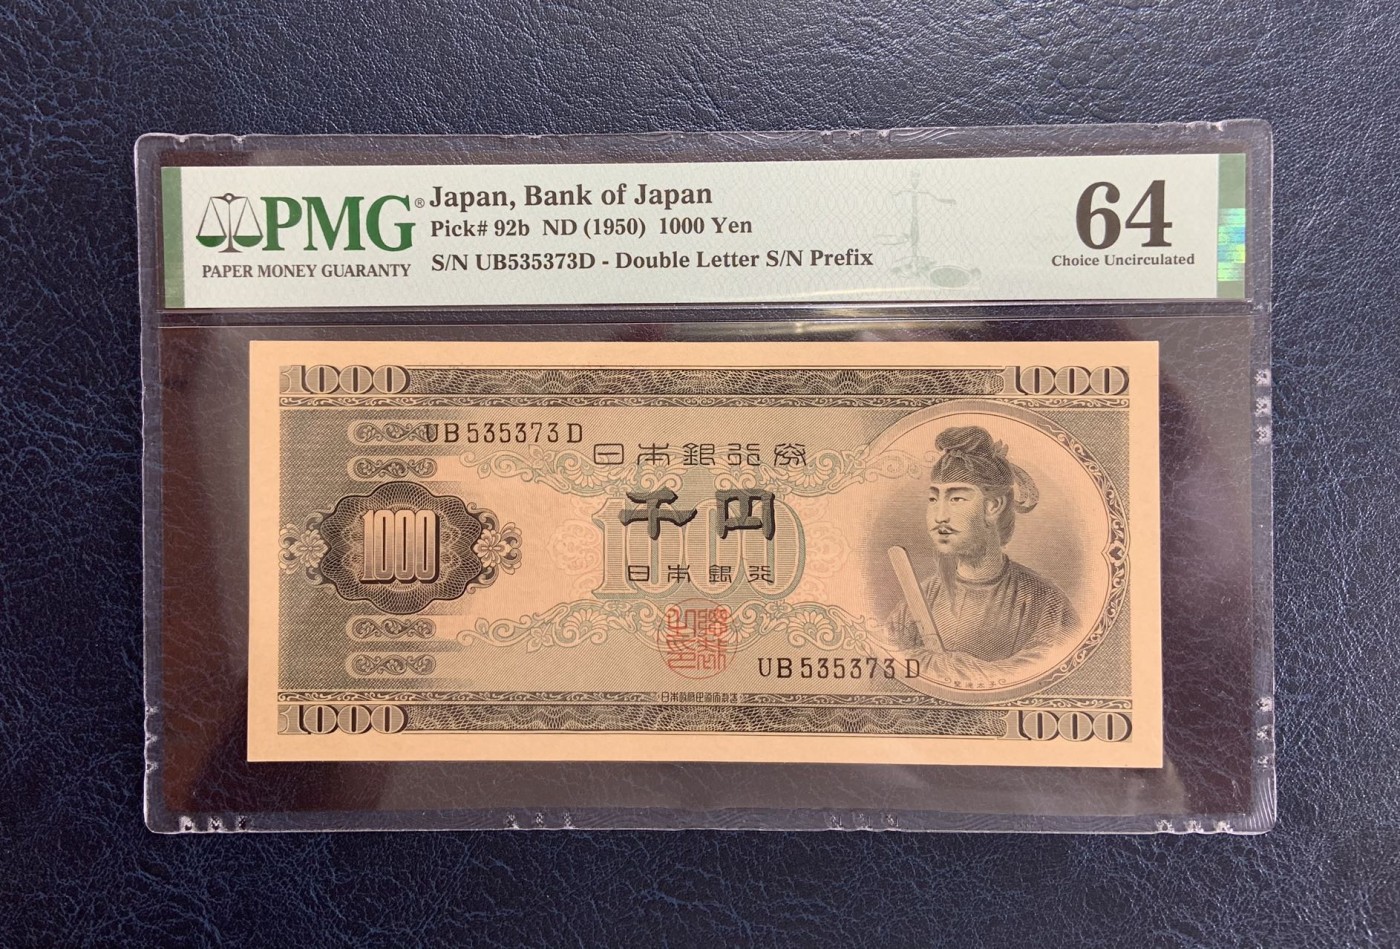 PMG®
PAPER MONEY GUARANTY
Japan, Bank of Japan
Pick# 92b ND (1950) 1000 Yen
S/N UB535373D - Double Letter S/N Prefix
64
Choice Uncirculated
1000 1000
UB535373D
日本銀行券
千円
1000
1000
日本銀行
UB535373D
1000 1000